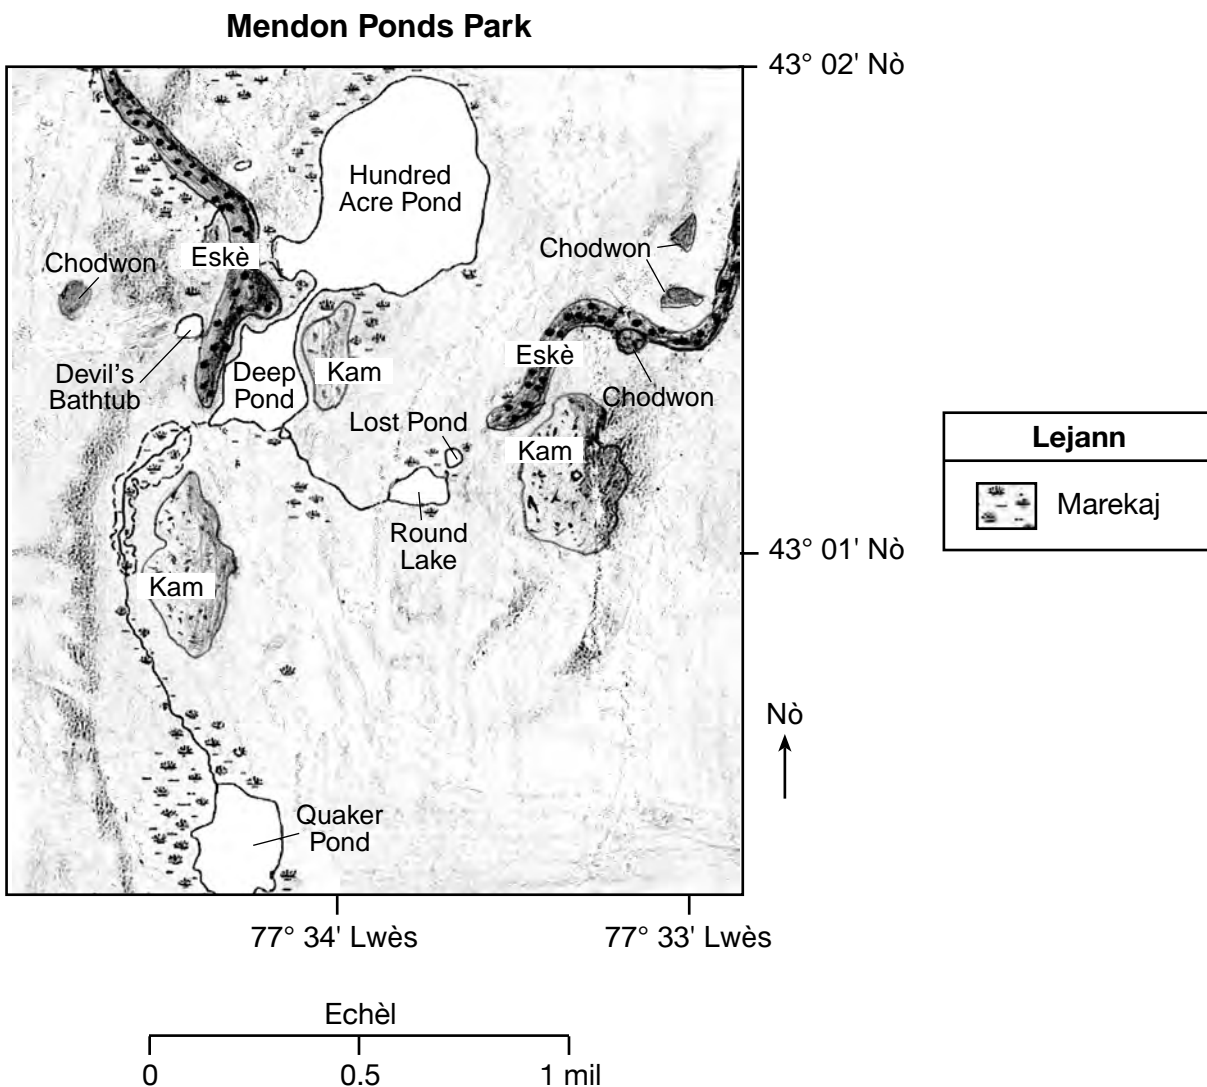 Mendon Ponds Park
43° 02' Nò
Hundred
Acre Pond
Chodwon
Eskè
Chodwon
Devil's
Bathtub
Deep
Pond
Kam
Eskè
Chodwon
Lost Pond
Kam
Round
Lake
Kam
43° 01' Nò
Lejann
Marekaj
Nò
Quaker
Pond
77° 34' Lwès
77° 33' Lwès
Echèl
0
0.5
1 mil